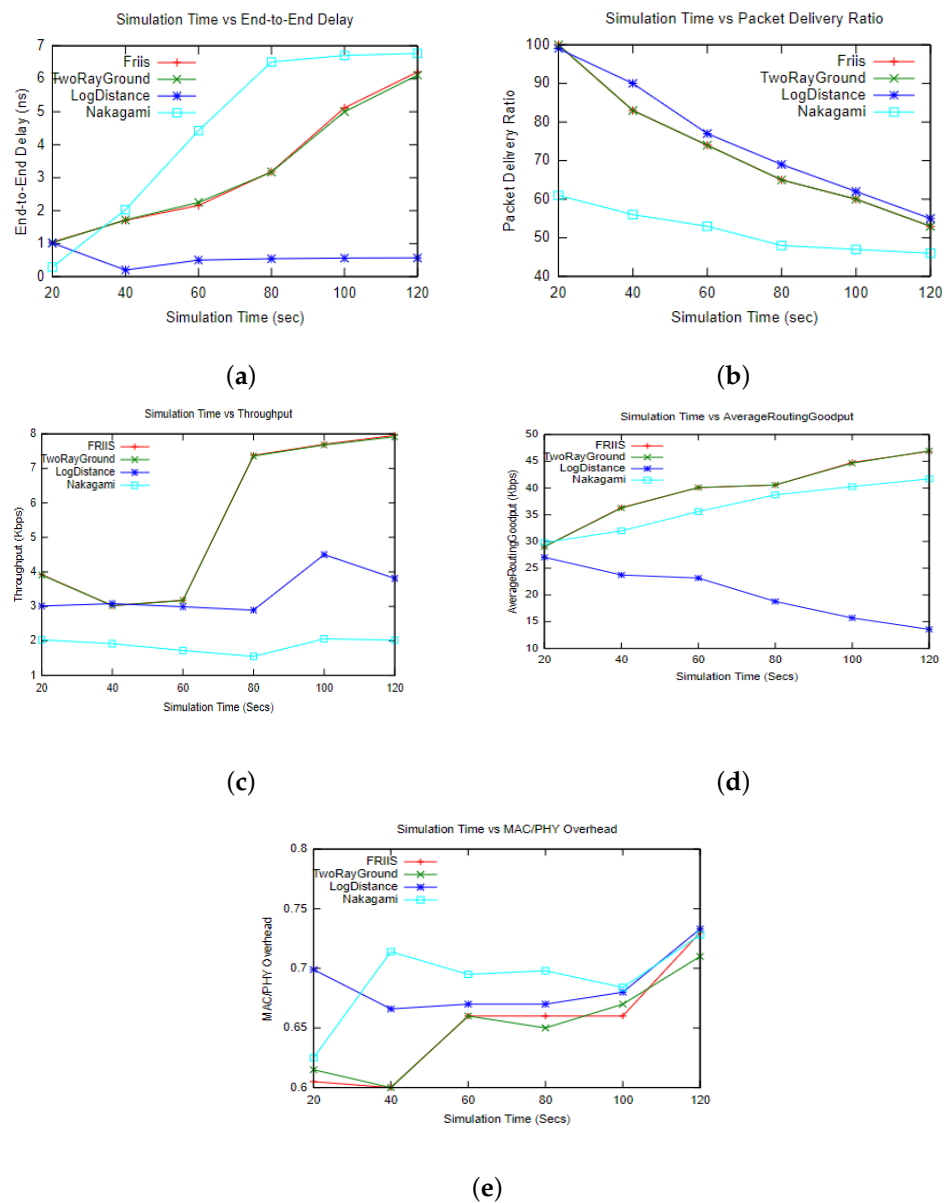 Simulation Time vs End-to-End Delay
End-to-End Delay (ns)
7
6
5
4
3
2
1
0
Friis
TwoRayGround
LogDistance
Nakagami
20 40 60 80 100 120
Simulation Time (sec)
(a)
Simulation Time vs Packet Delivery Ratio
Packet Delivery Ratio
100
90
80
70
60
50
40
Friis
TwoRayGround
LogDistance
Nakagami
20 40 60 80 100 120
Simulation Time (sec)
(b)
Simulation Time vs Throughput
Throughput (Kbps)
8
7
6
5
4
3
2
1
FRIIS
TwoRayGround
LogDistance
Nakagami
20 40 60 80 100 120
Simulation Time (Secs)
(c)
Simulation Time vs AverageRoutingGoodput
AverageRoutingGoodput (Kbps)
50
45
40
35
30
25
20
15
10
FRIIS
TwoRayGround
LogDistance
Nakagami
20 40 60 80 100 120
Simulation Time (Secs)
(d)
Simulation Time vs MAC/PHY Overhead
MAC/PHY Overhead
0.8
0.75
0.7
0.65
0.6
FRIIS
TwoRayGround
LogDistance
Nakagami
20 40 60 80 100 120
Simulation Time (Secs)
(e)